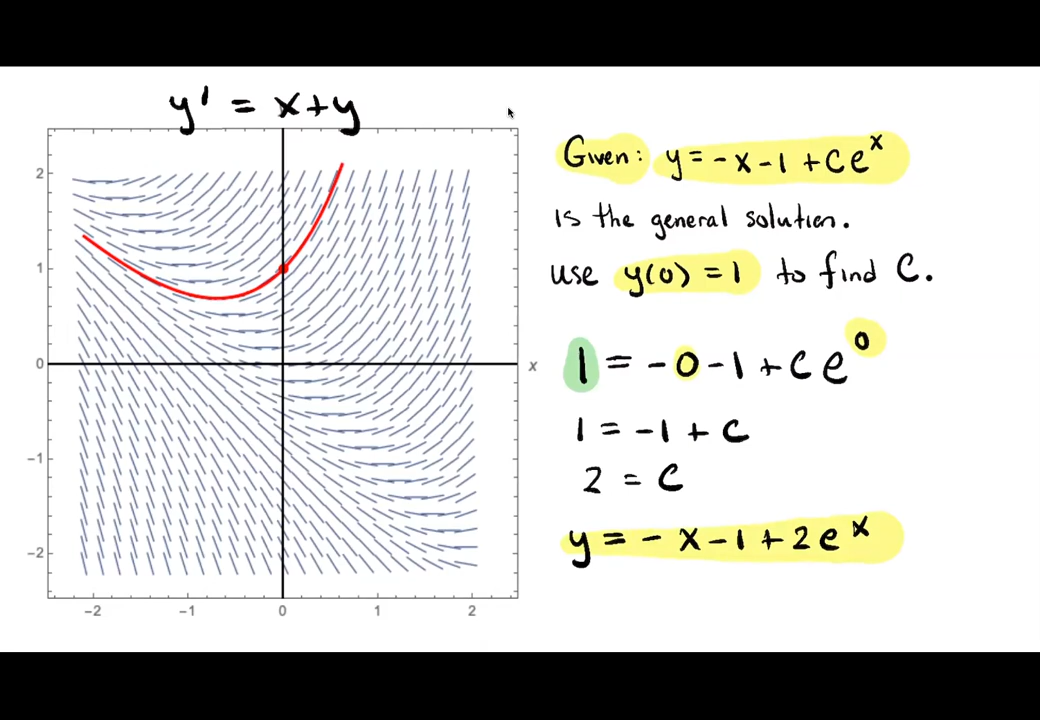 y' = x+y
2
1
0
-1
-2
-2 -1 0 1 2
x
Given: y = -x-1+Ce^x
is the general solution.
use y(0) = 1 to find C.
1 = -0-1+Ce^0
1 = -1+C
2 = C
y = -x-1+2e^x